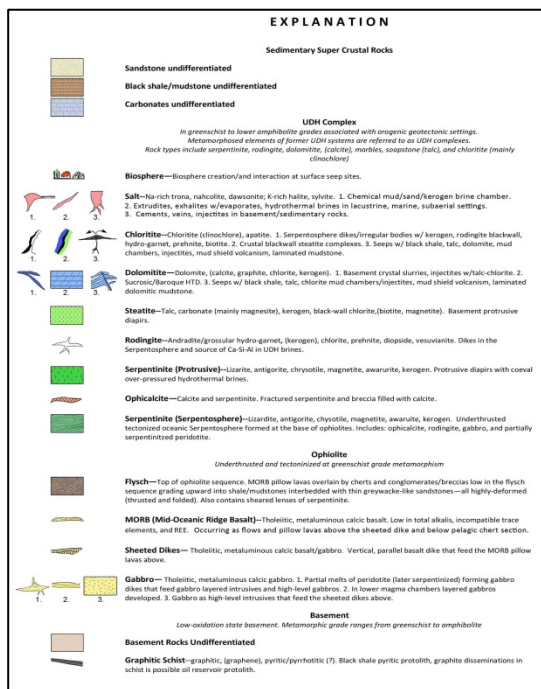 EXPLANATION
Sedimentary Super Crustal Rocks
Sandstone undifferentiated
Black shale/mudstone undifferentiated
Carbonates undifferentiated
UDH Complex
In greenschist to lower amphibolite grades associated with orogenic geotectonic settings.
Metamorphosed elements of former UDH systems are referred to as UDH complexes.
Rock types include serpentinite, rodingite, dolomitite, (calcite), marbles, soapstone (talc), and chloritite (mainly
clinochlore)
Biosphere—Biosphere creation/and interaction at surface seep sites.
Salt—Na-rich trona, nahcolite, dawsonite; K-rich halite, sylvite. 1. Chemical mud/sand/kerogen brine chamber.
2. Extrudites, exhalites w/evaporates, hydrothermal brines in lacustrine, marine, subaerial settings.
3. Cements, veins, injectites in basement/sedimentary rocks.
1. 2. 3.
Chloritite—Chloritite (clinochlore), apatite. 1. Serpentosphere dikes/irregular bodies w/ kerogen, rodingite blackwall,
hydro-garnet, prehnite, biotite. 2. Crustal blackwall steatite complexes. 3. Seeps w/ black shale, talc, dolomite, mud
chambers, injectites, mud shield volcanism, laminated mudstone.
1. 2. 3.
Dolomitite—Dolomite, (calcite, graphite, chlorite, kerogen). 1. Basement crystal slurries, injectites w/talc-chlorite. 2.
Sucrosic/Baroque HTD. 3. Seeps w/ black shale, talc, chlorite mud chambers/injectites, mud shield volcanism, laminated
dolomitic mudstone.
1. 2. 3.
Steatite—Talc, carbonate (mainly magnesite), kerogen, black-wall chlorite,(biotite, magnetite). Basement protrusive
diapirs.
Rodingite—Andradite/grossular hydro-garnet, (kerogen), chlorite, prehnite, diopside, vesuvianite. Dikes in the
Serpentosphere and source of Ca-Si-Al in UDH brines.
Serpentinite (Protrusive)--Lizarite, antigorite, chrysotile, magnetite, awarurite, kerogen. Protrusive diapirs with coeval
over-pressured hydrothermal brines.
Ophicalcite—Calcite and serpentinite. Fractured serpentinite and breccia filled with calcite.
Serpentinite (Serpentosphere)--Lizardite, antigorite, chysotile, magnetite, awaruite, kerogen. Underthrusted
tectonized oceanic Serpentosphere formed at the base of ophiolites. Includes: ophicalcite, rodingite, gabbro, and partially
serpentinitzed peridotite.
Ophiolite
Underthrusted and tectoninized at greenschist grade metamorphism
Flysch—Top of ophiolite sequence. MORB pillow lavas overlain by cherts and conglomerates/breccias low in the flysch
sequence grading upward into shale/mudstones interbedded with thin greywacke-like sandstones—all highly-deformed
(thrusted and folded). Also contains sheared lenses of serpentinite.
MORB (Mid-Oceanic Ridge Basalt)—Tholeiitic, metaluminous calcic basalt. Low in total alkalis, incompatible trace
elements, and REE. Occurring as flows and pillow lavas above the sheeted dike and below pelagic chert section.
Sheeted Dikes—Tholeiitic, metaluminous calcic basalt/gabbro. Vertical, parallel basalt dike that feed the MORB pillow
lavas above.
Gabbro— Tholeiitic, metaluminous calcic gabbro. 1. Partial melts of peridotite (later serpentinized) forming gabbro
dikes that feed gabbro layered intrusives and high-level gabbros. 2. In lower magma chambers layered gabbros
developed. 3. Gabbro as high-level intrusives that feed the sheeted dikes above.
1. 2. 3.
Basement
Low-oxidation state basement. Metamorphic grade ranges from greenschist to amphibolite
Basement Rocks Undifferentiated
Graphitic Schist—graphitic, (graphene), pyritic/pyrrhotitic (?). Black shale pyritic protolith, graphite disseminations in
schist is possible oil reservoir protolith.